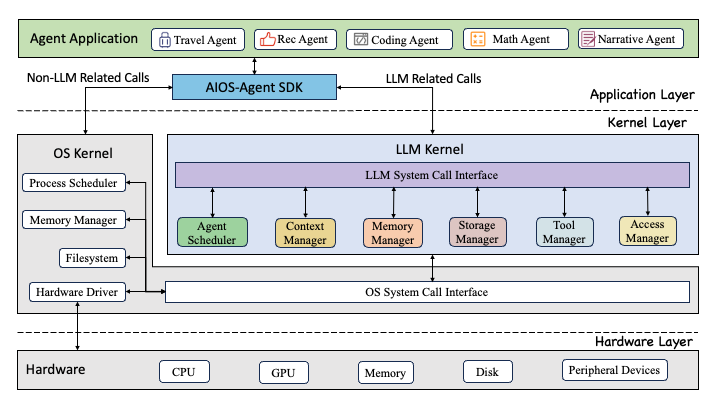 Agent Application
Travel Agent
Rec Agent
Coding Agent
Math Agent
Narrative Agent
Non-LLM Related Calls
AIOS-Agent SDK
LLM Related Calls
Application Layer
Kernel Layer
OS Kernel
LLM Kernel
LLM System Call Interface
Process Scheduler
Memory Manager
Filesystem
Hardware Driver
Agent
Scheduler
Context
Manager
Memory
Manager
Storage
Manager
Tool
Manager
Access
Manager
OS System Call Interface
Hardware Layer
Hardware
CPU
GPU
Memory
Disk
Peripheral Devices